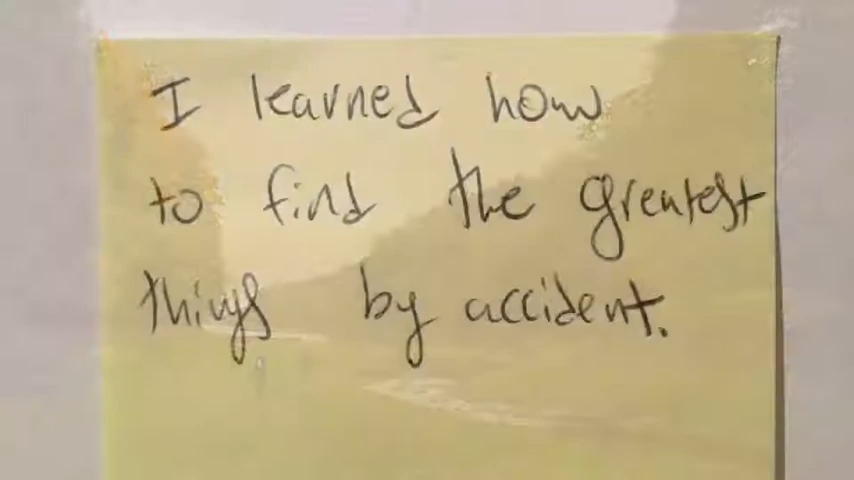 I learned how
to find the greatest
things by accident.